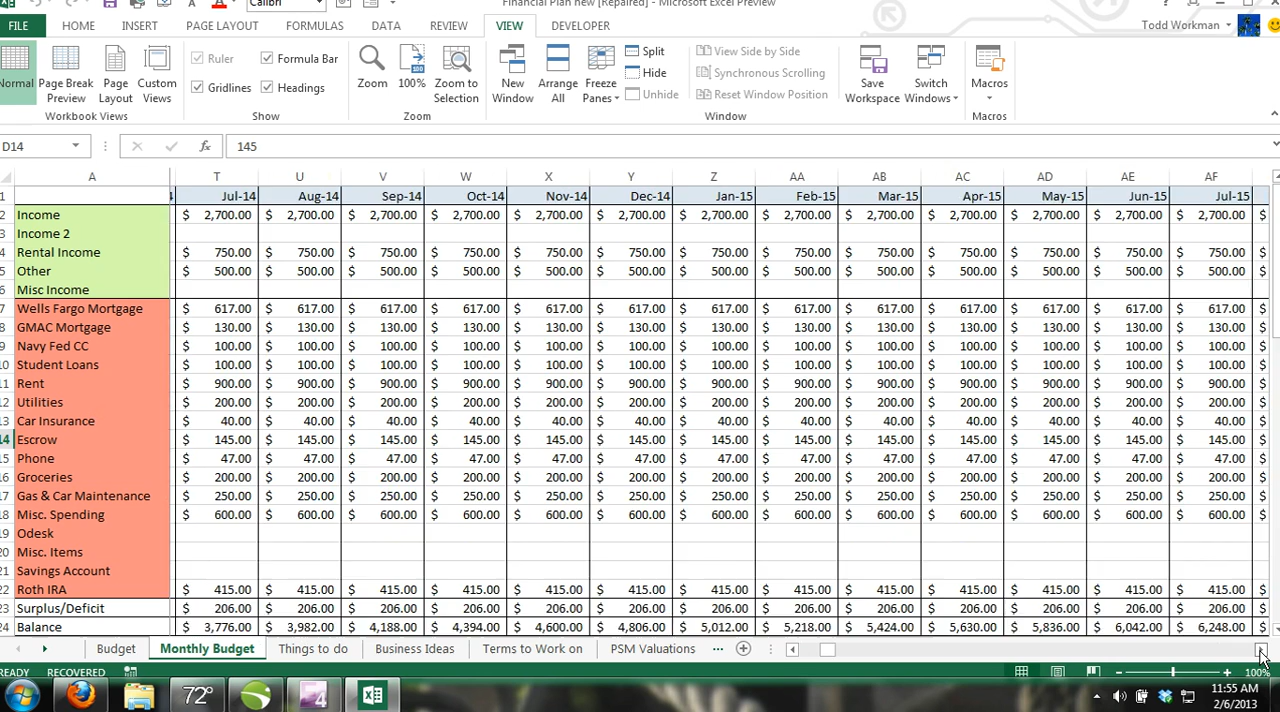 Calibri
Financial Plan new [Repaired] - Microsoft Excel Preview
FILE HOME INSERT PAGE LAYOUT FORMULAS DATA REVIEW VIEW DEVELOPER Todd Workman
Normal Page Break Preview Page Layout Custom Views
Workbook Views
Ruler Formula Bar
Gridlines Headings
Show
Zoom 100% Zoom to Selection
Zoom
New Window Arrange All Freeze Panes
Split
Hide
Unhide
View Side by Side
Synchronous Scrolling
Reset Window Position
Window
Save Workspace Switch Windows
Macros
Macros
D14 fx 145
A T U V W X Y Z AA AB AC AD AE AF
1 4 Jul-14 Aug-14 Sep-14 Oct-14 Nov-14 Dec-14 Jan-15 Feb-15 Mar-15 Apr-15 May-15 Jun-15 Jul-15
2 Income $ 2,700.00 $ 2,700.00 $ 2,700.00 $ 2,700.00 $ 2,700.00 $ 2,700.00 $ 2,700.00 $ 2,700.00 $ 2,700.00 $ 2,700.00 $ 2,700.00 $ 2,700.00 $ 2,700.00 $
3 Income 2
4 Rental Income $ 750.00 $ 750.00 $ 750.00 $ 750.00 $ 750.00 $ 750.00 $ 750.00 $ 750.00 $ 750.00 $ 750.00 $ 750.00 $ 750.00 $ 750.00 $
5 Other $ 500.00 $ 500.00 $ 500.00 $ 500.00 $ 500.00 $ 500.00 $ 500.00 $ 500.00 $ 500.00 $ 500.00 $ 500.00 $ 500.00 $ 500.00 $
6 Misc Income
7 Wells Fargo Mortgage $ 617.00 $ 617.00 $ 617.00 $ 617.00 $ 617.00 $ 617.00 $ 617.00 $ 617.00 $ 617.00 $ 617.00 $ 617.00 $ 617.00 $ 617.00 $
8 GMAC Mortgage $ 130.00 $ 130.00 $ 130.00 $ 130.00 $ 130.00 $ 130.00 $ 130.00 $ 130.00 $ 130.00 $ 130.00 $ 130.00 $ 130.00 $ 130.00 $
9 Navy Fed CC $ 100.00 $ 100.00 $ 100.00 $ 100.00 $ 100.00 $ 100.00 $ 100.00 $ 100.00 $ 100.00 $ 100.00 $ 100.00 $ 100.00 $ 100.00 $
10 Student Loans $ 100.00 $ 100.00 $ 100.00 $ 100.00 $ 100.00 $ 100.00 $ 100.00 $ 100.00 $ 100.00 $ 100.00 $ 100.00 $ 100.00 $ 100.00 $
11 Rent $ 900.00 $ 900.00 $ 900.00 $ 900.00 $ 900.00 $ 900.00 $ 900.00 $ 900.00 $ 900.00 $ 900.00 $ 900.00 $ 900.00 $ 900.00 $
12 Utilities $ 200.00 $ 200.00 $ 200.00 $ 200.00 $ 200.00 $ 200.00 $ 200.00 $ 200.00 $ 200.00 $ 200.00 $ 200.00 $ 200.00 $ 200.00 $
13 Car Insurance $ 40.00 $ 40.00 $ 40.00 $ 40.00 $ 40.00 $ 40.00 $ 40.00 $ 40.00 $ 40.00 $ 40.00 $ 40.00 $ 40.00 $ 40.00 $
14 Escrow $ 145.00 $ 145.00 $ 145.00 $ 145.00 $ 145.00 $ 145.00 $ 145.00 $ 145.00 $ 145.00 $ 145.00 $ 145.00 $ 145.00 $ 145.00 $
15 Phone $ 47.00 $ 47.00 $ 47.00 $ 47.00 $ 47.00 $ 47.00 $ 47.00 $ 47.00 $ 47.00 $ 47.00 $ 47.00 $ 47.00 $ 47.00 $
16 Groceries $ 200.00 $ 200.00 $ 200.00 $ 200.00 $ 200.00 $ 200.00 $ 200.00 $ 200.00 $ 200.00 $ 200.00 $ 200.00 $ 200.00 $ 200.00 $
17 Gas & Car Maintenance $ 250.00 $ 250.00 $ 250.00 $ 250.00 $ 250.00 $ 250.00 $ 250.00 $ 250.00 $ 250.00 $ 250.00 $ 250.00 $ 250.00 $ 250.00 $
18 Misc. Spending $ 600.00 $ 600.00 $ 600.00 $ 600.00 $ 600.00 $ 600.00 $ 600.00 $ 600.00 $ 600.00 $ 600.00 $ 600.00 $ 600.00 $ 600.00 $
19 Odesk
20 Misc. Items
21 Savings Account
22 Roth IRA $ 415.00 $ 415.00 $ 415.00 $ 415.00 $ 415.00 $ 415.00 $ 415.00 $ 415.00 $ 415.00 $ 415.00 $ 415.00 $ 415.00 $ 415.00 $
23 Surplus/Deficit $ 206.00 $ 206.00 $ 206.00 $ 206.00 $ 206.00 $ 206.00 $ 206.00 $ 206.00 $ 206.00 $ 206.00 $ 206.00 $ 206.00 $ 206.00 $
24 Balance $ 3,776.00 $ 3,982.00 $ 4,188.00 $ 4,394.00 $ 4,600.00 $ 4,806.00 $ 5,012.00 $ 5,218.00 $ 5,424.00 $ 5,630.00 $ 5,836.00 $ 6,042.00 $ 6,248.00 $
Budget Monthly Budget Things to do Business Ideas Terms to Work on PSM Valuations ...
READY RECOVERED 100%
72° 11:55 AM
2/6/2013